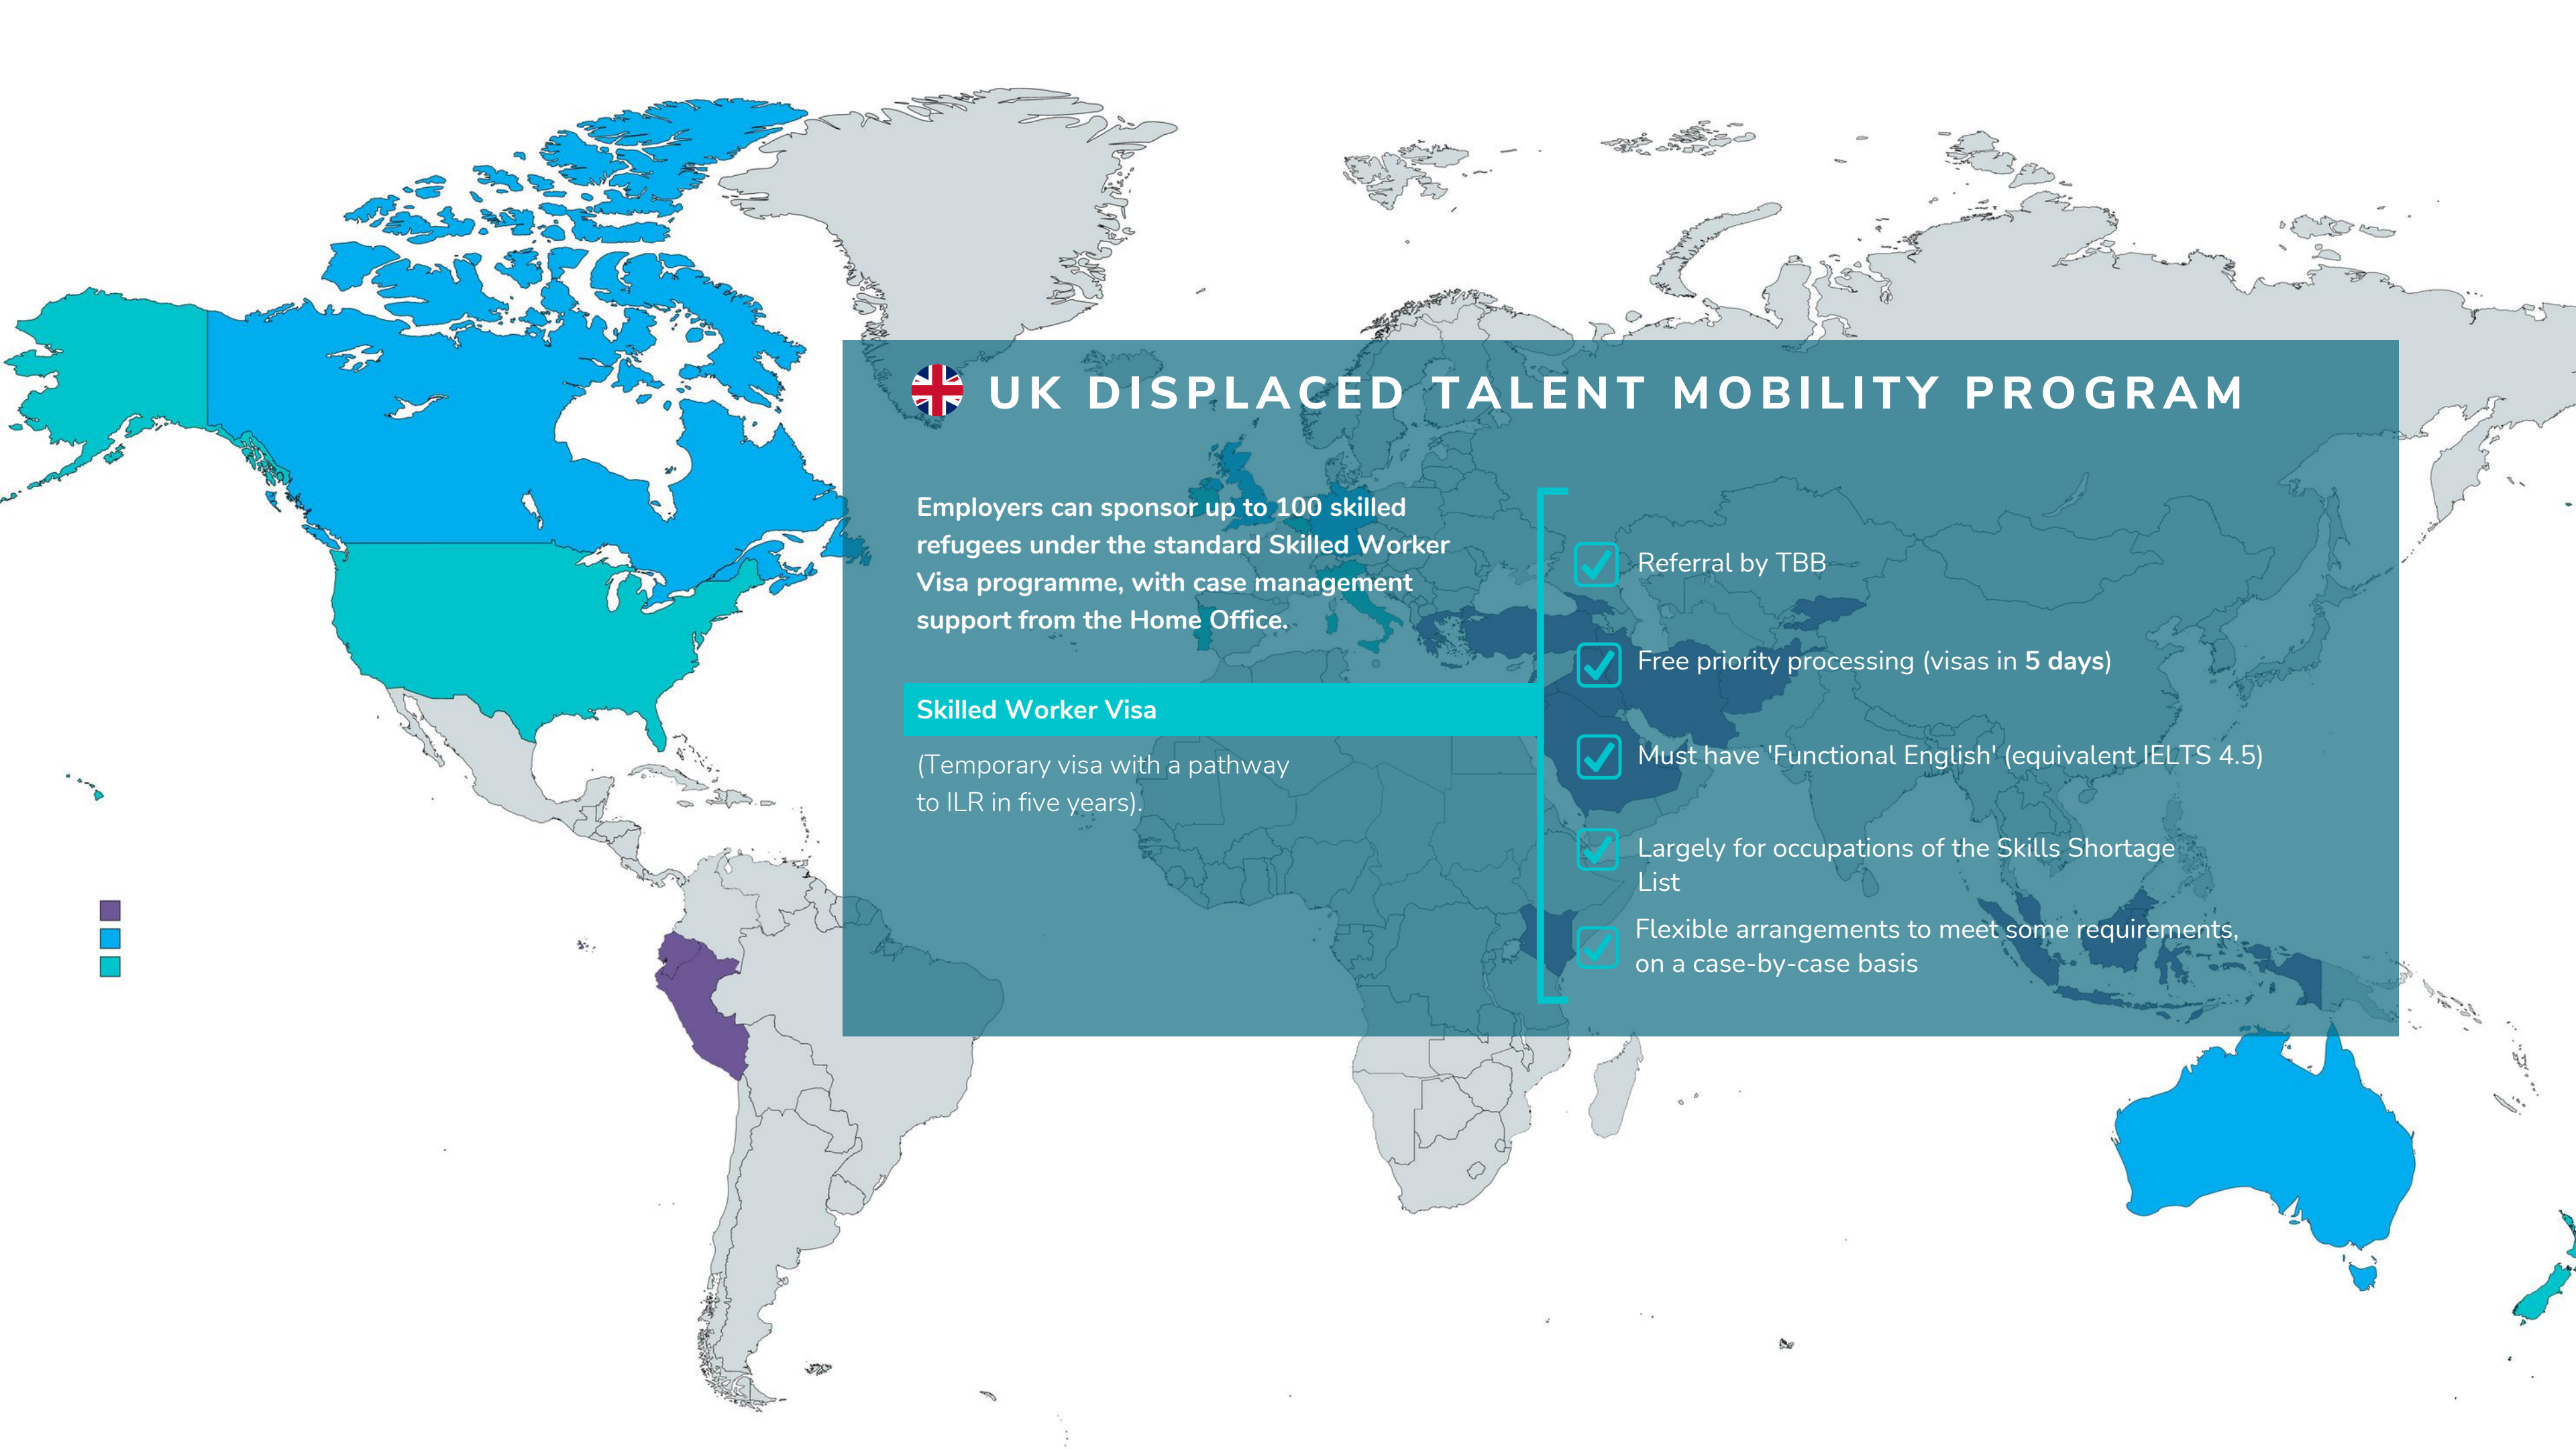 UK DISPLACED TALENT MOBILITY PROGRAM
Employers can sponsor up to 100 skilled
refugees under the standard Skilled Worker
Visa programme, with case management
support from the Home Office.
Skilled Worker Visa
(Temporary visa with a pathway
to ILR in five years).
Referral by TBB
Free priority processing (visas in 5 days)
Must have 'Functional English' (equivalent IELTS 4.5)
Largely for occupations of the Skills Shortage
List
Flexible arrangements to meet some requirements,
on a case-by-case basis